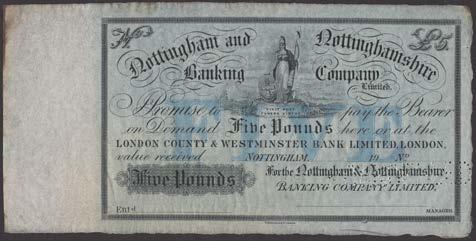 No. £5.
Nottingham and Nottinghamshire
Banking Company
Limited.
Promise to pay the Bearer
on Demand Five Pounds here or at the
LONDON COUNTY & WESTMINSTER BANK LIMITED, LONDON,
value received NOTTINGHAM. 19 No.
Five Pounds For the Nottingham & Nottinghamshire
BANKING COMPANY LIMITED.
Entd MANAGER
FIVE